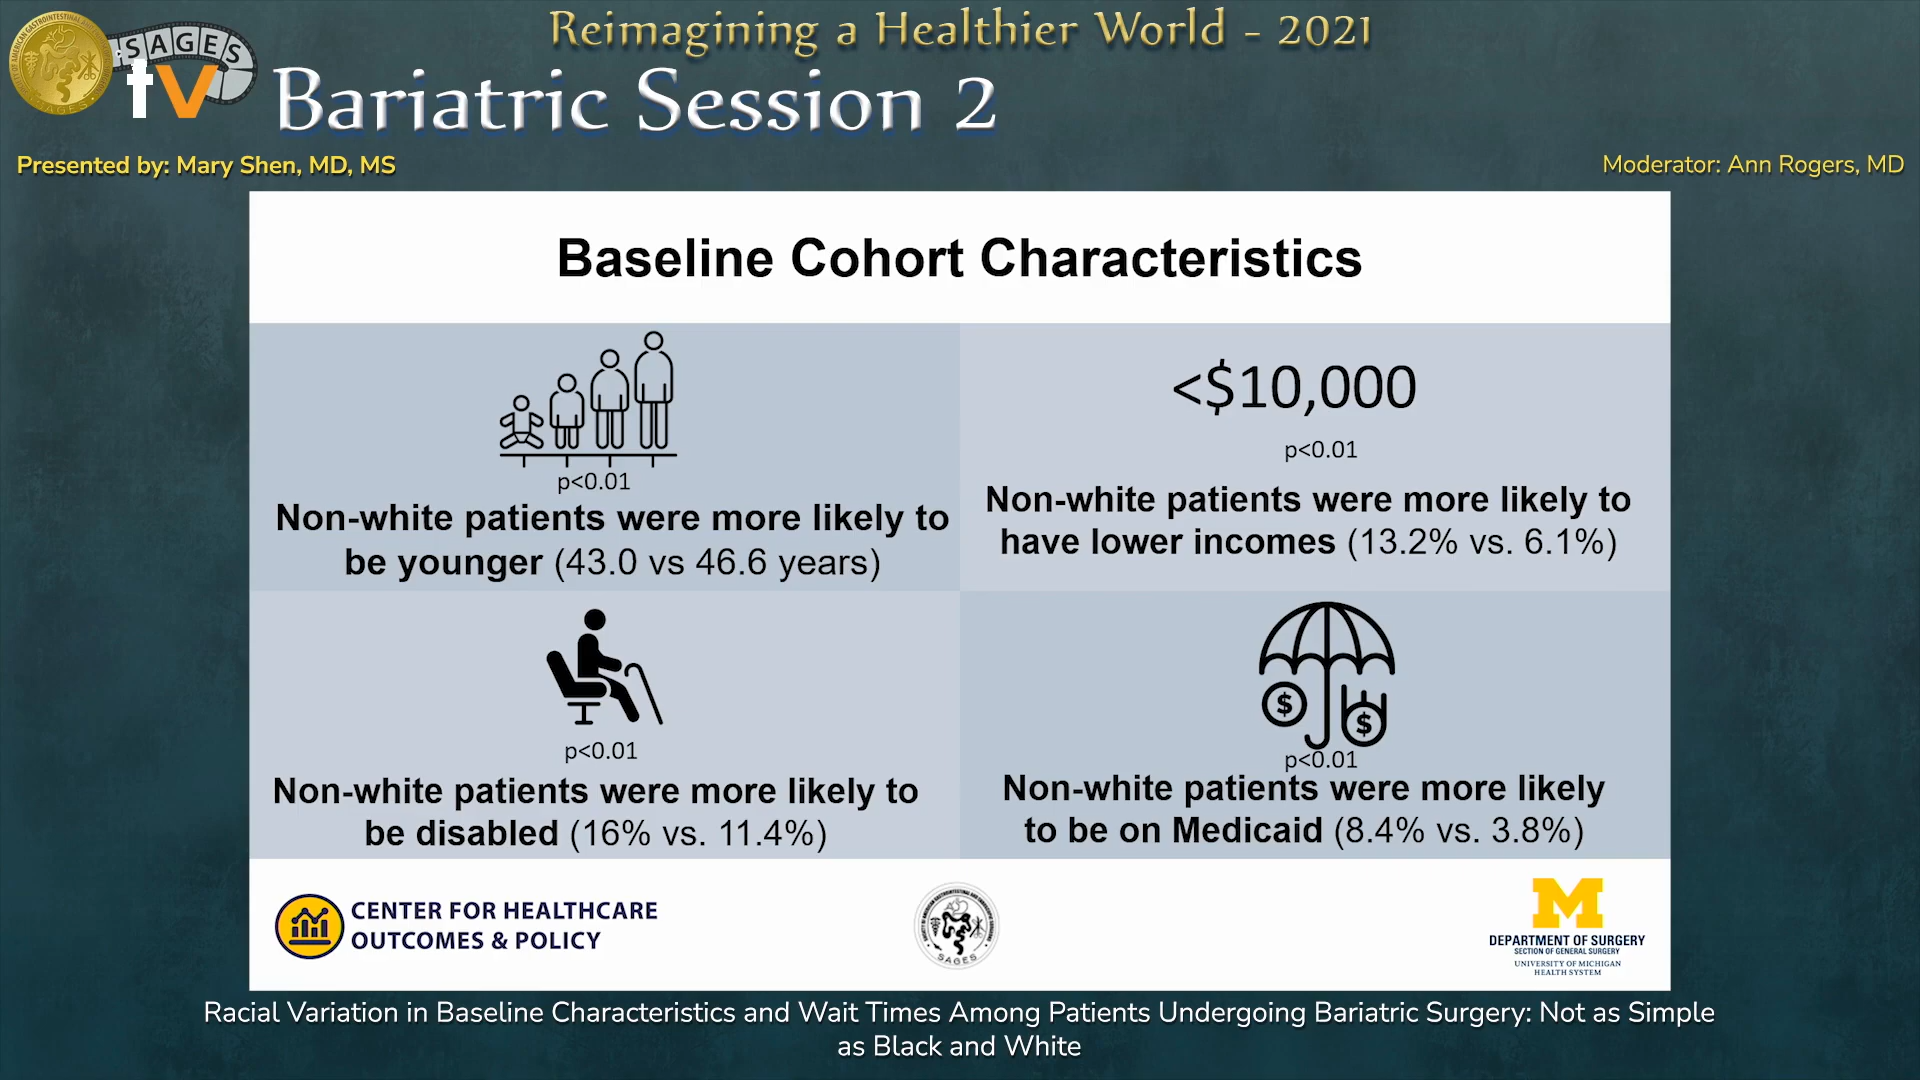 Reimagining a Healthier World - 2021
SAGES
tv
Bariatric Session 2
Presented by: Mary Shen, MD, MS
Moderator: Ann Rogers, MD
Baseline Cohort Characteristics
p<0.01
Non-white patients were more likely to
be younger (43.0 vs 46.6 years)
<$10,000
p<0.01
Non-white patients were more likely to
have lower incomes (13.2% vs. 6.1%)
p<0.01
Non-white patients were more likely to
be disabled (16% vs. 11.4%)
$
$
p<0.01
Non-white patients were more likely
to be on Medicaid (8.4% vs. 3.8%)
CENTER FOR HEALTHCARE
OUTCOMES & POLICY
SAGES
M
DEPARTMENT OF SURGERY
SECTION OF GENERAL SURGERY
UNIVERSITY OF MICHIGAN
HEALTH SYSTEM
Racial Variation in Baseline Characteristics and Wait Times Among Patients Undergoing Bariatric Surgery: Not as Simple
as Black and White